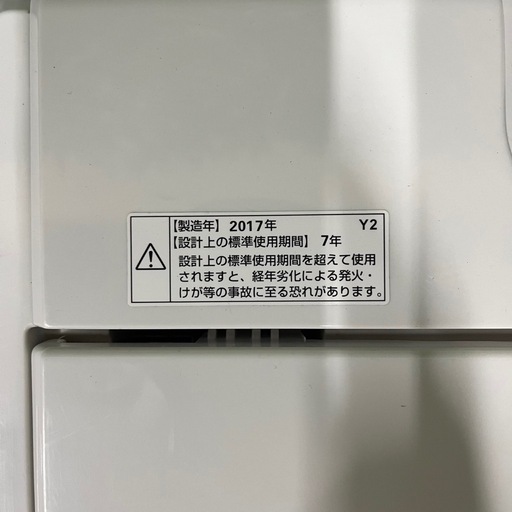 【製造年】 2017年 Y2
【設計上の標準使用期間】 7年
設計上の標準使用期間を超えて使用
されますと、経年劣化による発火・
けが等の事故に至る恐れがあります。